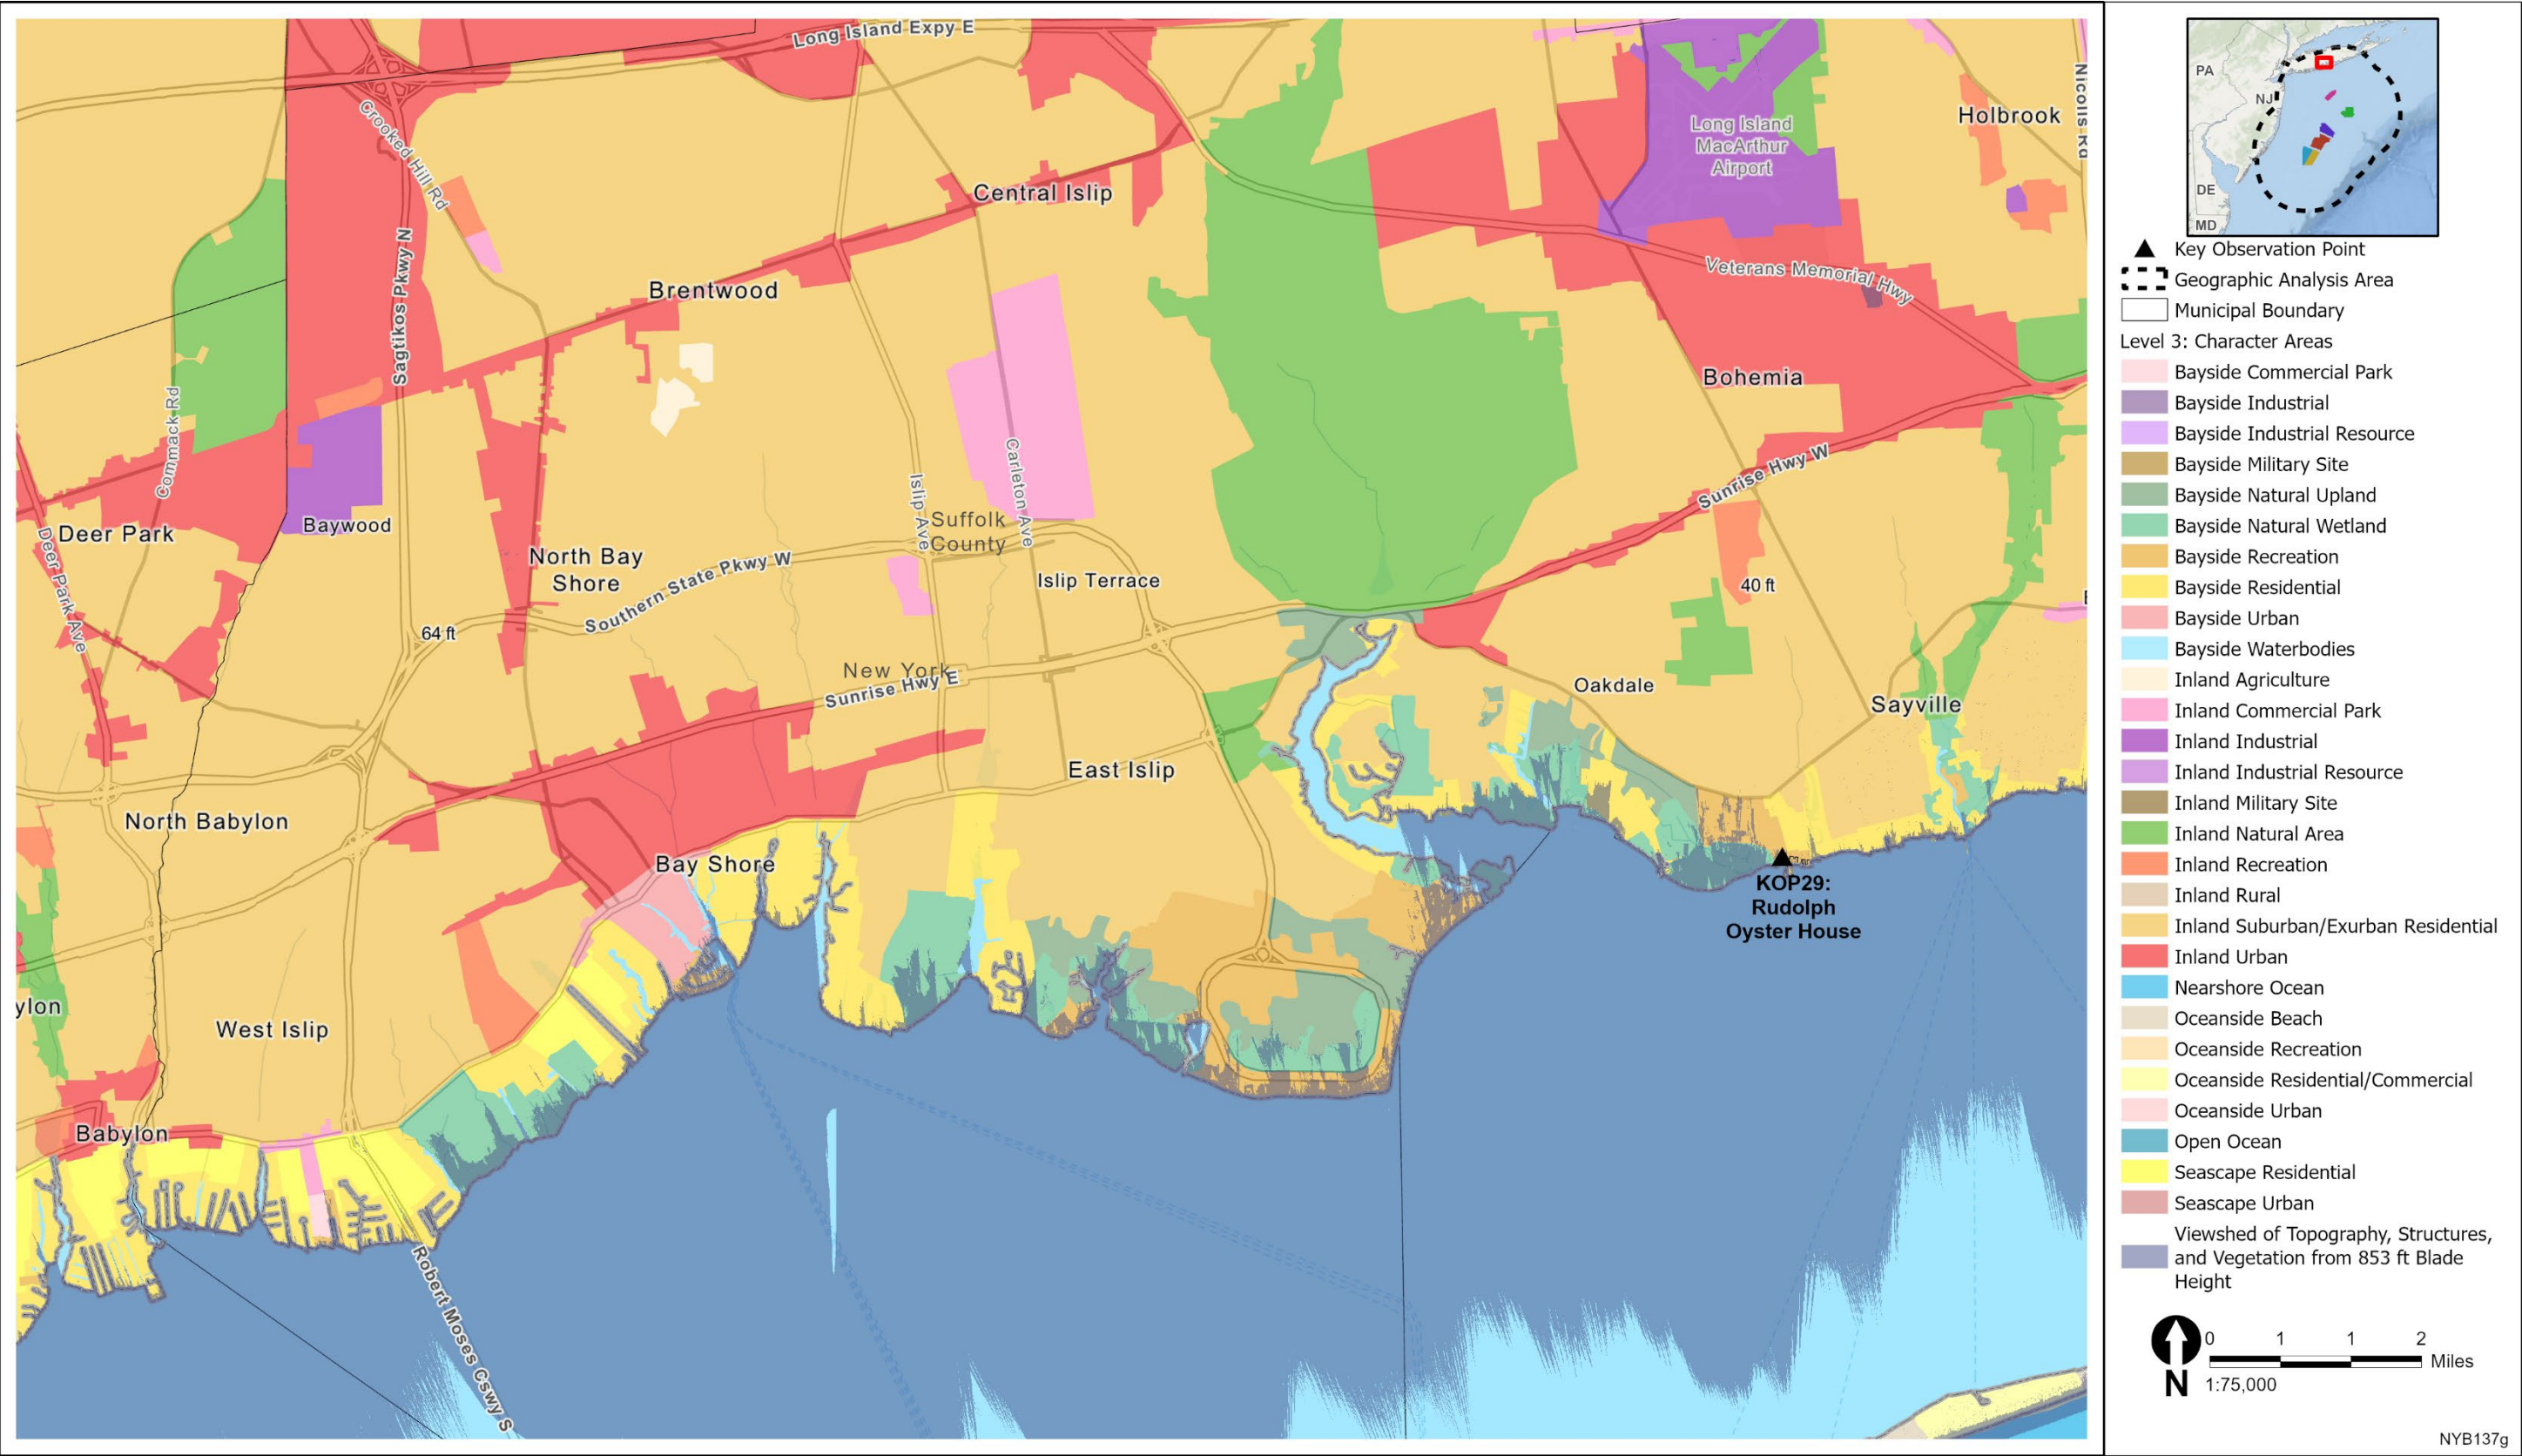 Long Island Expy E
Nicolls Rd
Crooked Hill Rd
Holbrook
Long Island
MacArthur
Airport
Central Islip
Sagtikos Pkwy N
Brentwood
Veterans Memorial Hwy
Bohemia
Commack Rd
Carleton Ave
Islip Ave
Sunrise Hwy W
Deer Park
Deer Park Ave
Baywood
Suffolk
County
North Bay
Shore
Southern State Pkwy W
Islip Terrace
40 ft
64 ft
New York
Sunrise Hwy E
Oakdale
Sayville
East Islip
North Babylon
Bay Shore
KOP29:
Rudolph
Oyster House
ylon
West Islip
Babylon
Robert Moses Cswy S
PA
NJ
DE
MD
Key Observation Point
Geographic Analysis Area
Municipal Boundary
Level 3: Character Areas
Bayside Commercial Park
Bayside Industrial
Bayside Industrial Resource
Bayside Military Site
Bayside Natural Upland
Bayside Natural Wetland
Bayside Recreation
Bayside Residential
Bayside Urban
Bayside Waterbodies
Inland Agriculture
Inland Commercial Park
Inland Industrial
Inland Industrial Resource
Inland Military Site
Inland Natural Area
Inland Recreation
Inland Rural
Inland Suburban/Exurban Residential
Inland Urban
Nearshore Ocean
Oceanside Beach
Oceanside Recreation
Oceanside Residential/Commercial
Oceanside Urban
Open Ocean
Seascape Residential
Seascape Urban
Viewshed of Topography, Structures,
and Vegetation from 853 ft Blade
Height
0 1 1 2
Miles
N
1:75,000
NYB137g